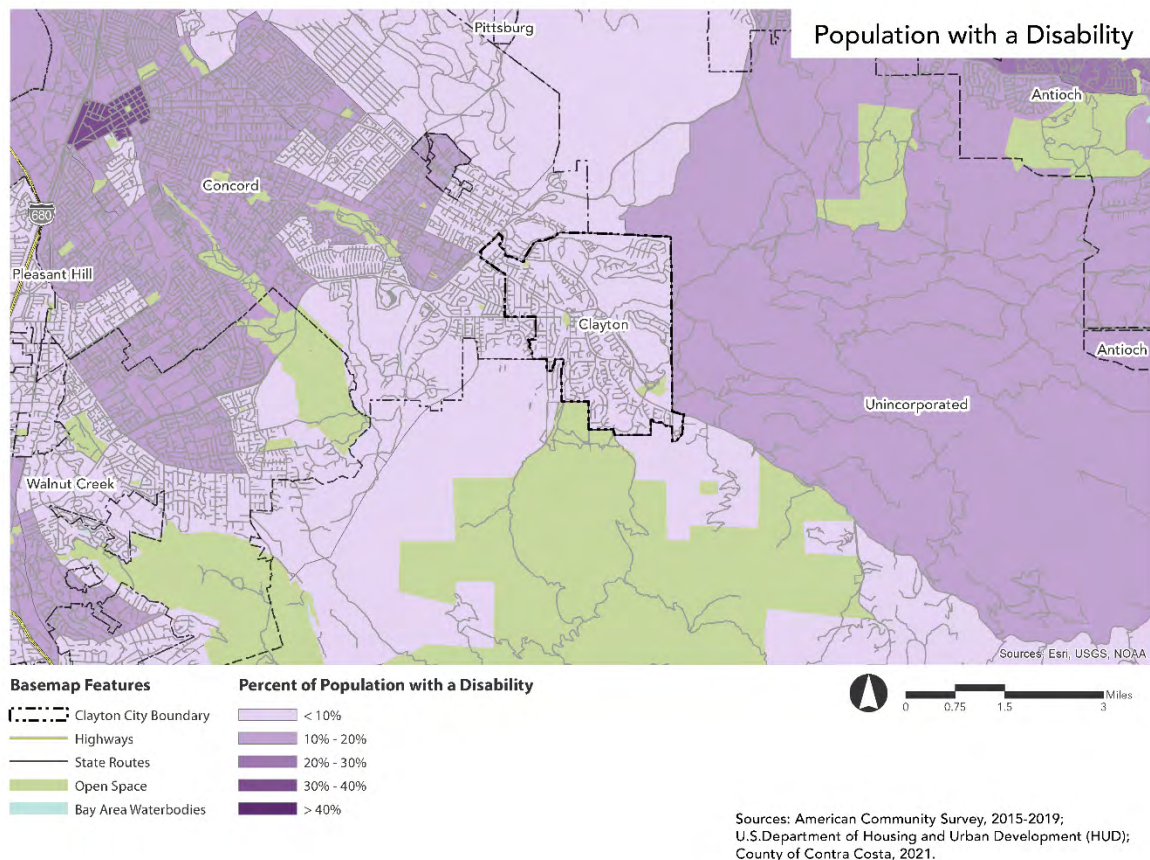 Population with a Disability
Pittsburg
Antioch
Concord
680
Pleasant Hill
Clayton
Antioch
Unincorporated
Walnut Creek
Sources: Esri, USGS, NOAA
Basemap Features
Clayton City Boundary
Highways
State Routes
Open Space
Bay Area Waterbodies
Percent of Population with a Disability
< 10%
10% - 20%
20% - 30%
30% - 40%
> 40%
Miles
0 0.75 1.5 3
Sources: American Community Survey, 2015-2019;
U.S.Department of Housing and Urban Development (HUD);
County of Contra Costa, 2021.